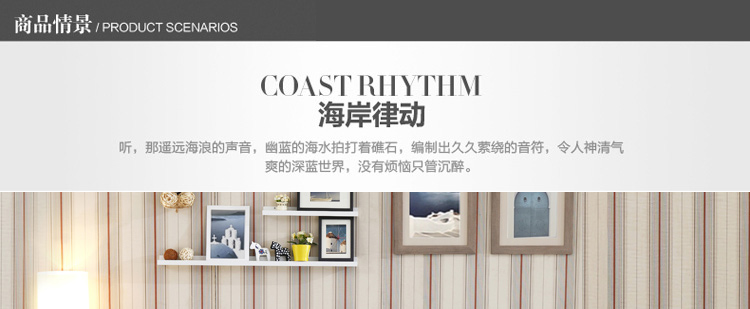 商品情景 / PRODUCT SCENARIOS
COAST RHYTHM
海岸律动
听，那遥远海浪的声音，幽蓝的海水拍打着礁石，编制出久久萦绕的音符，令人神清气
爽的深蓝世界，没有烦恼只管沉醉。